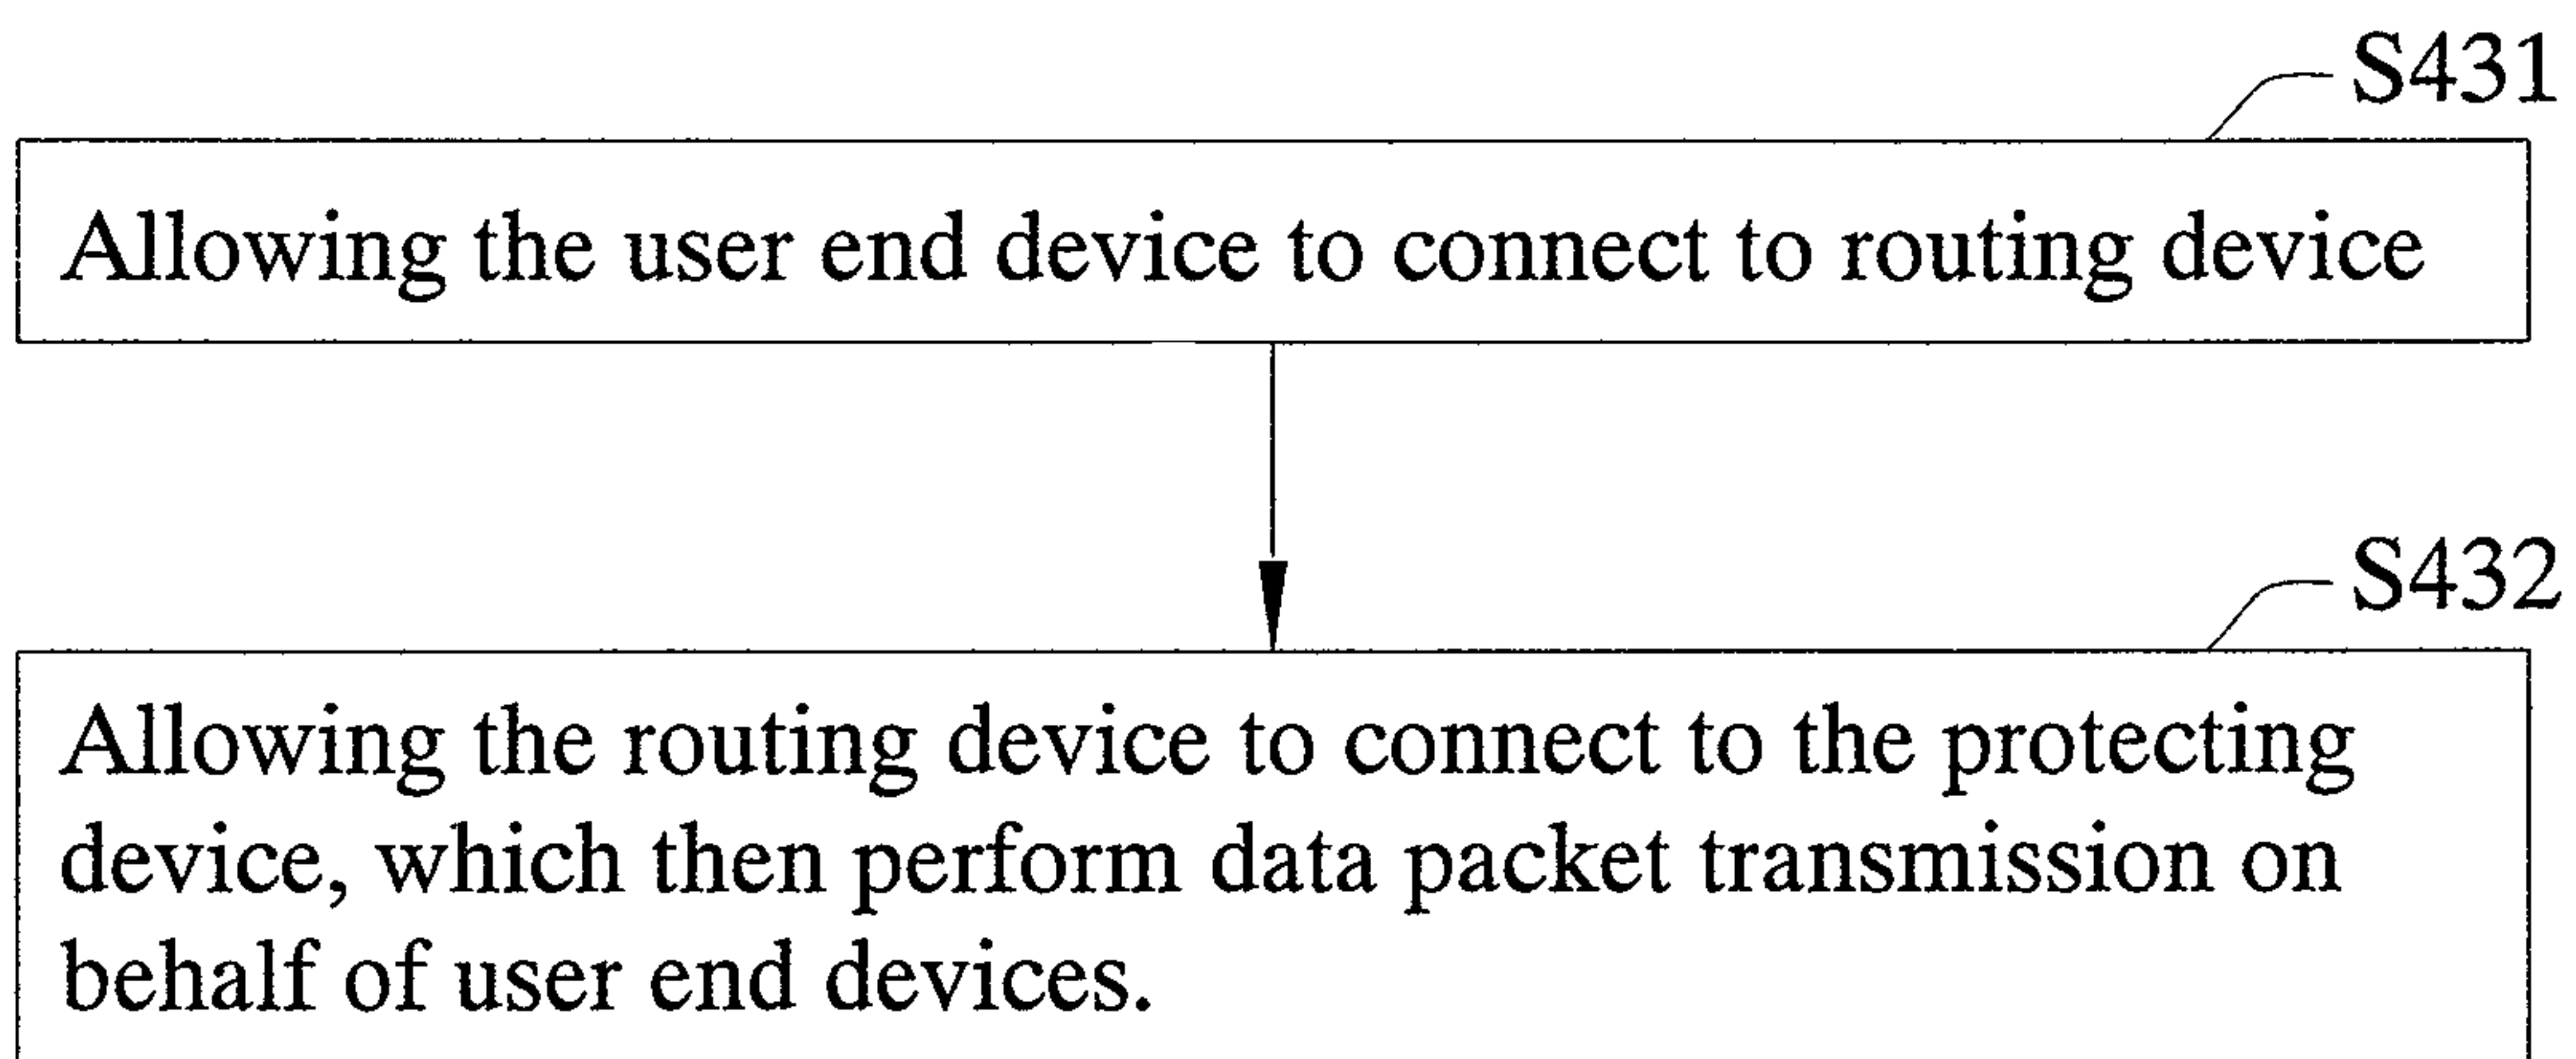 S431
Allowing the user end device to connect to routing device
S432
Allowing the routing device to connect to the protecting
device, which then perform data packet transmission on
behalf of user end devices.